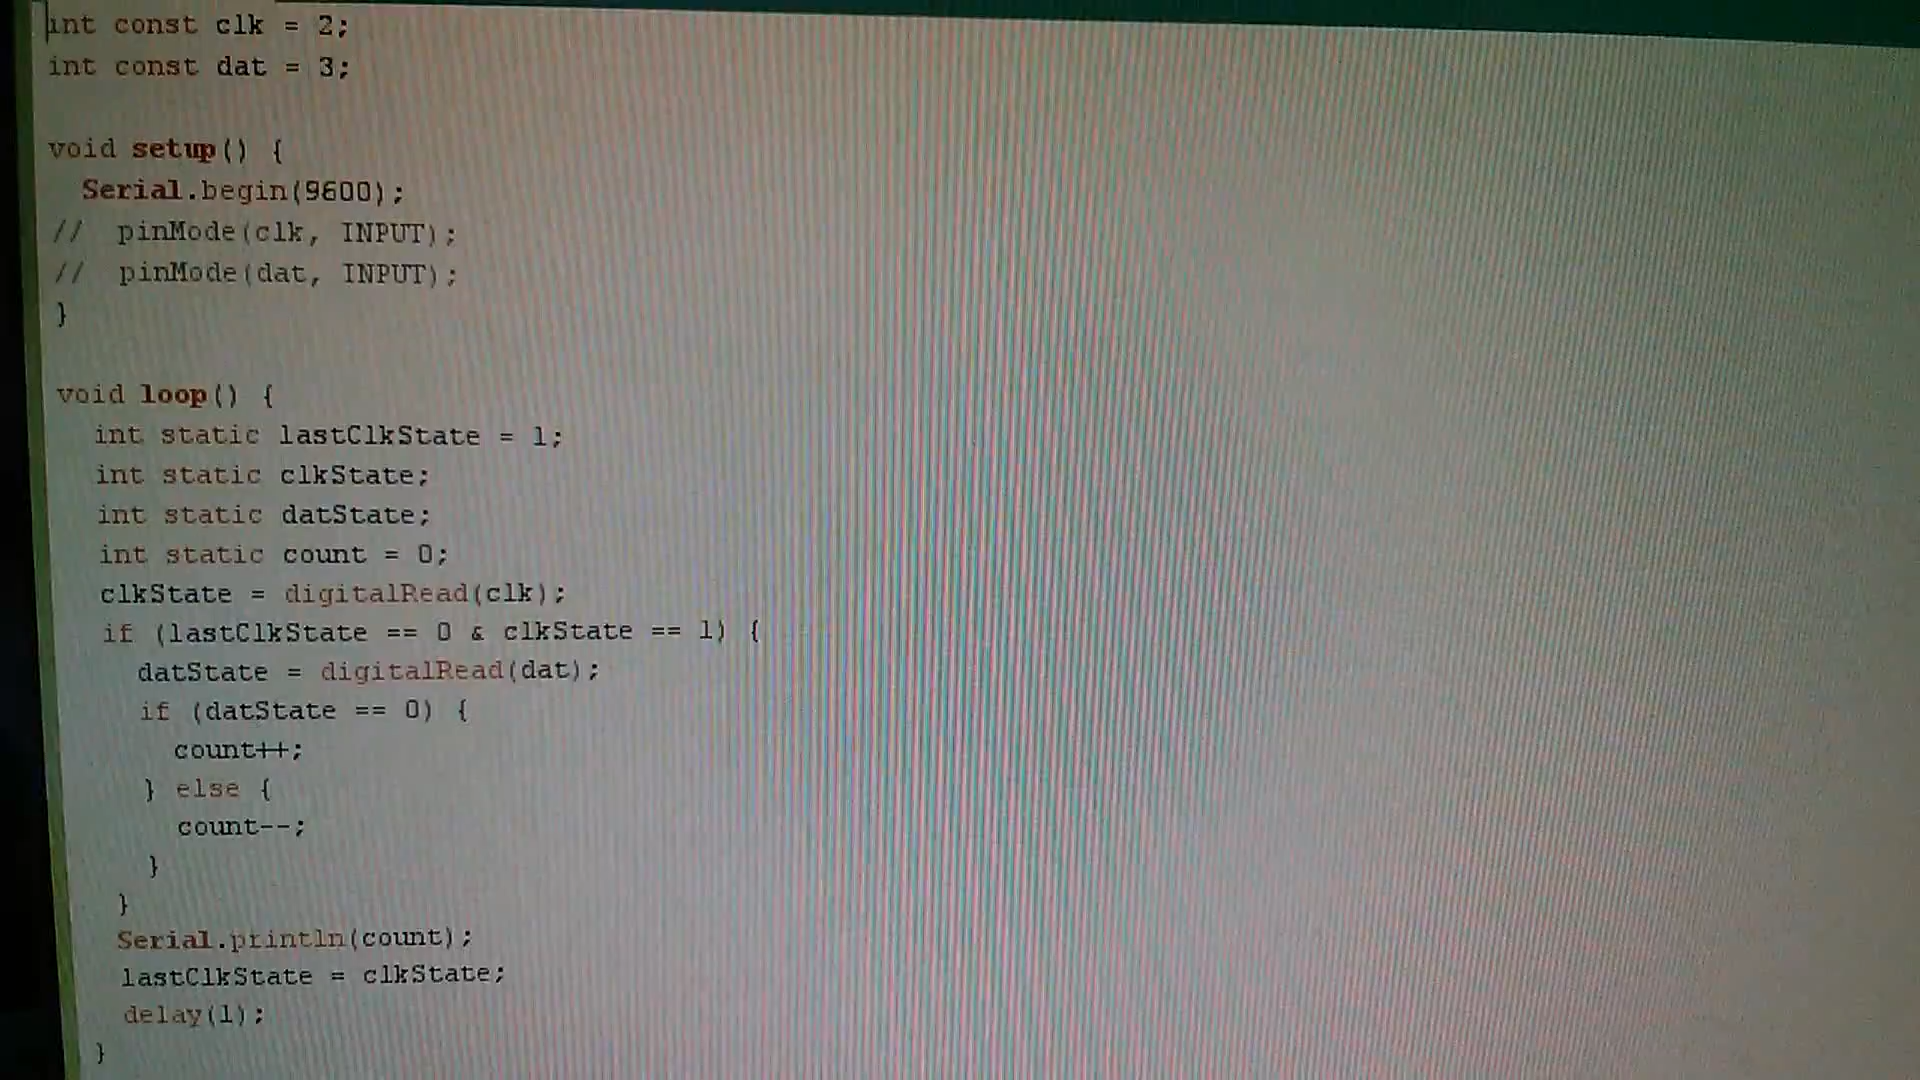 int const clk = 2;
int const dat = 3;
void setup() {
Serial.begin(9600);
//  pinMode(clk, INPUT);
//  pinMode(dat, INPUT);
}
void loop() {
int static lastClkState = 1;
int static clkState;
int static datState;
int static count = 0;
clkState = digitalRead(clk);
if (lastClkState == 0 & clkState == 1) {
datState = digitalRead(dat);
if (datState == 0) {
count++;
} else {
count--;
}
}
Serial.println(count);
lastClkState = clkState;
delay(1);
}